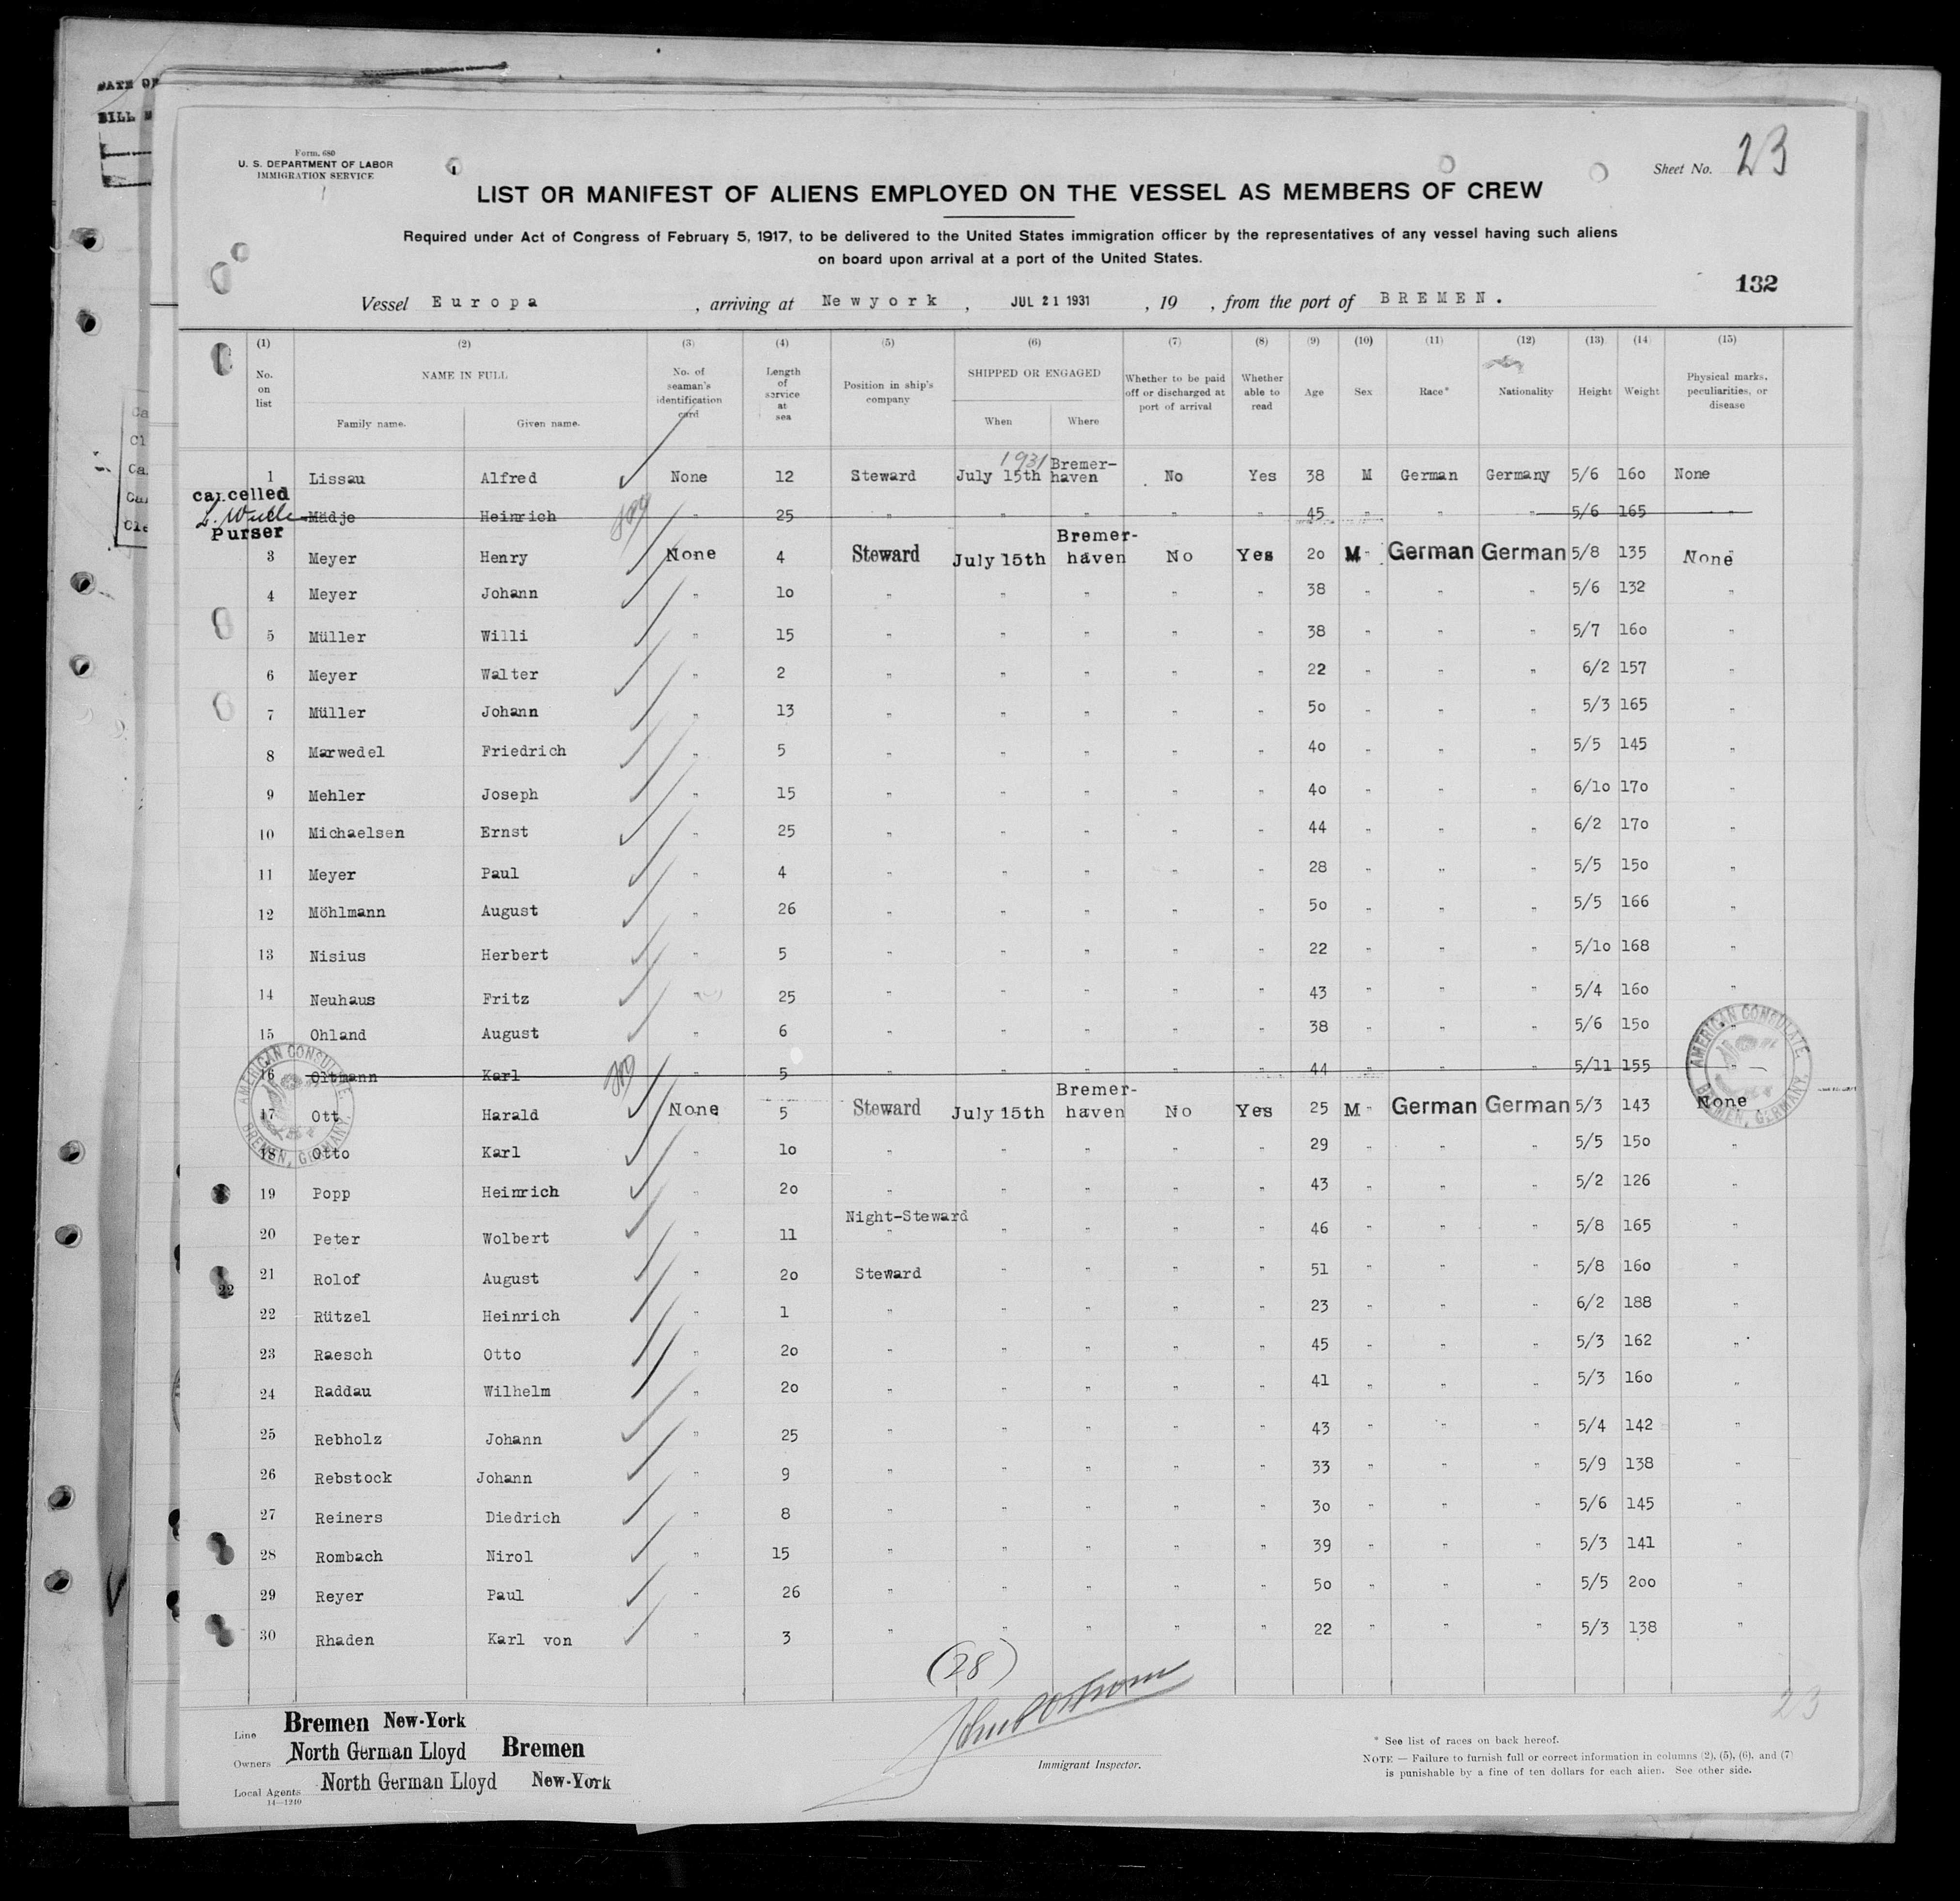 DATE OF
BILL
Form. 680
U. S. DEPARTMENT OF LABOR
IMMIGRATION SERVICE
Sheet No. 23
LIST OR MANIFEST OF ALIENS EMPLOYED ON THE VESSEL AS MEMBERS OF CREW
Required under Act of Congress of February 5, 1917, to be delivered to the United States immigration officer by the representatives of any vessel having such aliens
on board upon arrival at a port of the United States.
132
Vessel Europa , arriving at Newyork , JUL 21 1931 , 19 , from the port of BREMEN.
(1) (2) (3) (4) (5) (6) (7) (8) (9) (10) (11) (12) (13) (14) (15)
No. on list NAME IN FULL Family name. Given name. No. of seaman's identification card Length of service at sea Position in ship's company SHIPPED OR ENGAGED When Where Whether to be paid off or discharged at port of arrival Whether able to read Age Sex Race* Nationality Height Weight Physical marks, peculiarities, or disease
1 Lissau Alfred None 12 Steward July 15th 1931 Bremer-haven No Yes 38 M German Germany 5/6 160 None
cancelled
Mädje Heinrich " 25 " " " " " 45 " " " 5/6 165 "
Purser
3 Meyer Henry None 4 Steward July 15th Bremer-haven No Yes 20 M " German German 5/8 135 None
4 Meyer Johann " 10 " " " " " 38 " " " 5/6 132 "
5 Müller Willi " 15 " " " " " 38 " " " 5/7 160 "
6 Meyer Walter " 2 " " " " " 22 " " " 6/2 157 "
7 Müller Johann " 13 " " " " " 50 " " " 5/3 165 "
8 Marwedel Friedrich " 5 " " " " " 40 " " " 5/5 145 "
9 Mehler Joseph " 15 " " " " " 40 " " " 6/10 170 "
10 Michaelsen Ernst " 25 " " " " " 44 " " " 6/2 170 "
11 Meyer Paul " 4 " " " " " 28 " " " 5/5 150 "
12 Möhlmann August " 26 " " " " " 50 " " " 5/5 166 "
13 Nisius Herbert " 5 " " " " " 22 " " " 5/10 168 "
14 Neuhaus Fritz " 25 " " " " " 43 " " " 5/4 160 "
15 Ohland August " 6 " " " " " 38 " " " 5/6 150 "
16 Oltmann Karl " 5 " " " " " 44 " " " 5/11 155 "
17 Ott Harald None 5 Steward July 15th Bremer-haven No Yes 25 M " German German 5/3 143 None
18 Otto Karl " 10 " " " " " 29 " " " 5/5 150 "
19 Popp Heinrich " 20 " " " " " 43 " " " 5/2 126 "
20 Peter Wolbert " 11 Night-Steward " " " " 46 " " " 5/8 165 "
21 Rolof August " 20 Steward " " " " 51 " " " 5/8 160 "
22 Rützel Heinrich " 1 " " " " " 23 " " " 6/2 188 "
23 Raesch Otto " 20 " " " " " 45 " " " 5/3 162 "
24 Raddau Wilhelm " 20 " " " " " 41 " " " 5/3 160 "
25 Rebholz Johann " 25 " " " " " 43 " " " 5/4 142 "
26 Rebstock Johann " 9 " " " " " 33 " " " 5/9 138 "
27 Reiners Diedrich " 8 " " " " " 30 " " " 5/6 145 "
28 Rombach Nirol " 15 " " " " " 39 " " " 5/3 141 "
29 Reyer Paul " 26 " " " " " 50 " " " 5/5 200 "
30 Rhaden Karl von " 3 " " " " " 22 " " " 5/3 138 "
AMERICAN CONSULATE BREMEN, GERMANY.
AMERICAN CONSULATE BREMEN, GERMANY.
22
(28)
23
Line Bremen New-York
Owners North German Lloyd Bremen
Local Agents North German Lloyd New-York
14—1240
Immigrant Inspector.
* See list of races on back hereof.
NOTE — Failure to furnish full or correct information in columns (2), (5), (6), and (7)
is punishable by a fine of ten dollars for each alien. See other side.